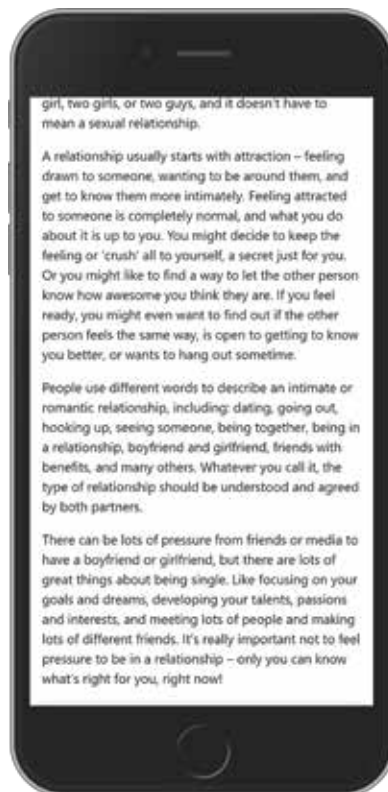 girl, two girls, or two guys, and it doesn't have to
mean a sexual relationship.
A relationship usually starts with attraction – feeling
drawn to someone, wanting to be around them, and
get to know them more intimately. Feeling attracted
to someone is completely normal, and what you do
about it is up to you. You might decide to keep the
feeling or 'crush' all to yourself, a secret just for you.
Or you might like to find a way to let the other person
know how awesome you think they are. If you feel
ready, you might even want to find out if the other
person feels the same way, is open to getting to know
you better, or wants to hang out sometime.
People use different words to describe an intimate or
romantic relationship, including: dating, going out,
hooking up, seeing someone, being together, being in
a relationship, boyfriend and girlfriend, friends with
benefits, and many others. Whatever you call it, the
type of relationship should be understood and agreed
by both partners.
There can be lots of pressure from friends or media to
have a boyfriend or girlfriend, but there are lots of
great things about being single. Like focusing on your
goals and dreams, developing your talents, passions
and interests, and meeting lots of people and making
lots of different friends. It's really important not to feel
pressure to be in a relationship – only you can know
what's right for you, right now!